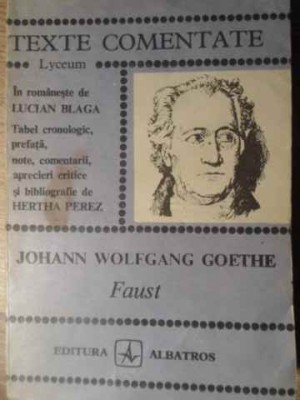 TEXTE COMENTATE
Lyceum
În românește de
LUCIAN BLAGA
Tabel cronologic,
prefață,
note, comentarii,
aprecieri critice
și bibliografie de
HERTHA PEREZ
JOHANN WOLFGANG GOETHE
Faust
EDITURA ALBATROS